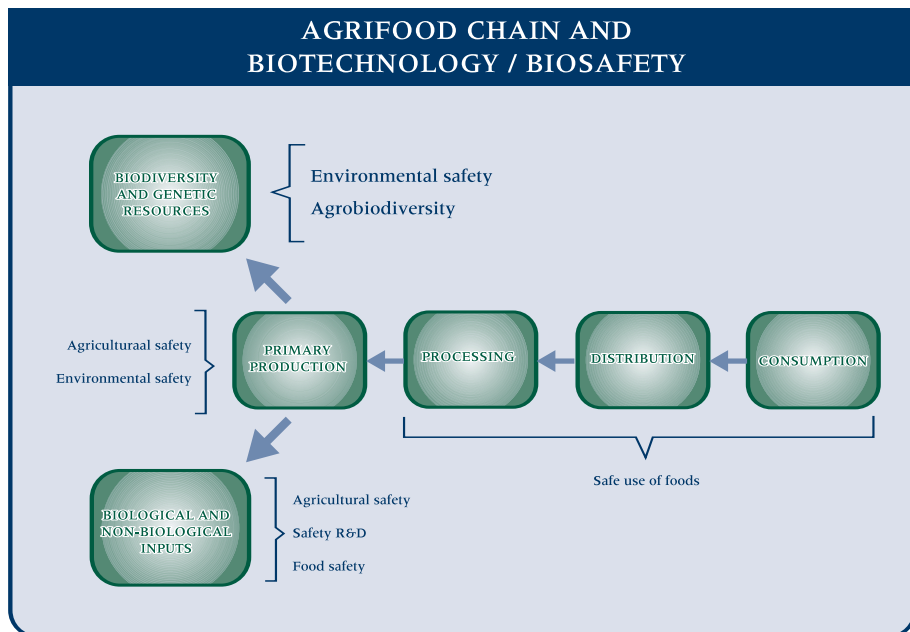 AGRIFOOD CHAIN AND
BIOTECHNOLOGY / BIOSAFETY
BIODIVERSITY
AND GENETIC
RESOURCES
Environmental safety
Agrobiodiversity
Agriculturaal safety
Environmental safety
PRIMARY
PRODUCTION
PROCESSING
DISTRIBUTION
CONSUMPTION
Safe use of foods
BIOLOGICAL AND
NON-BIOLOGICAL
INPUTS
Agricultural safety
Safety R&D
Food safety